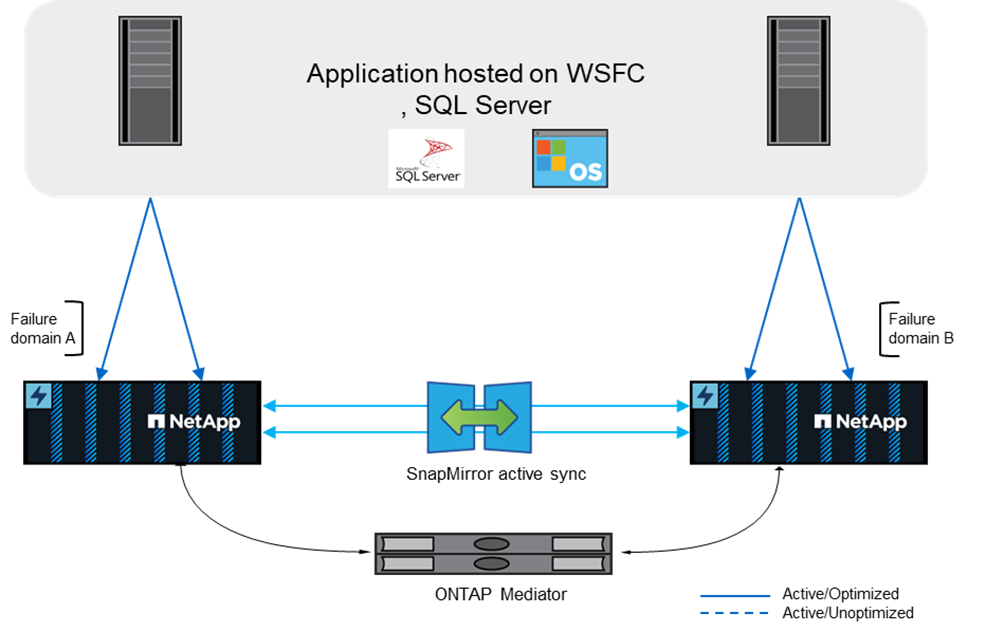 Application hosted on WSFC
, SQL Server
Microsoft
SQL Server
OS
Failure
domain A
Failure
domain B
NetApp
NetApp
SnapMirror active sync
ONTAP Mediator
Active/Optimized
Active/Unoptimized